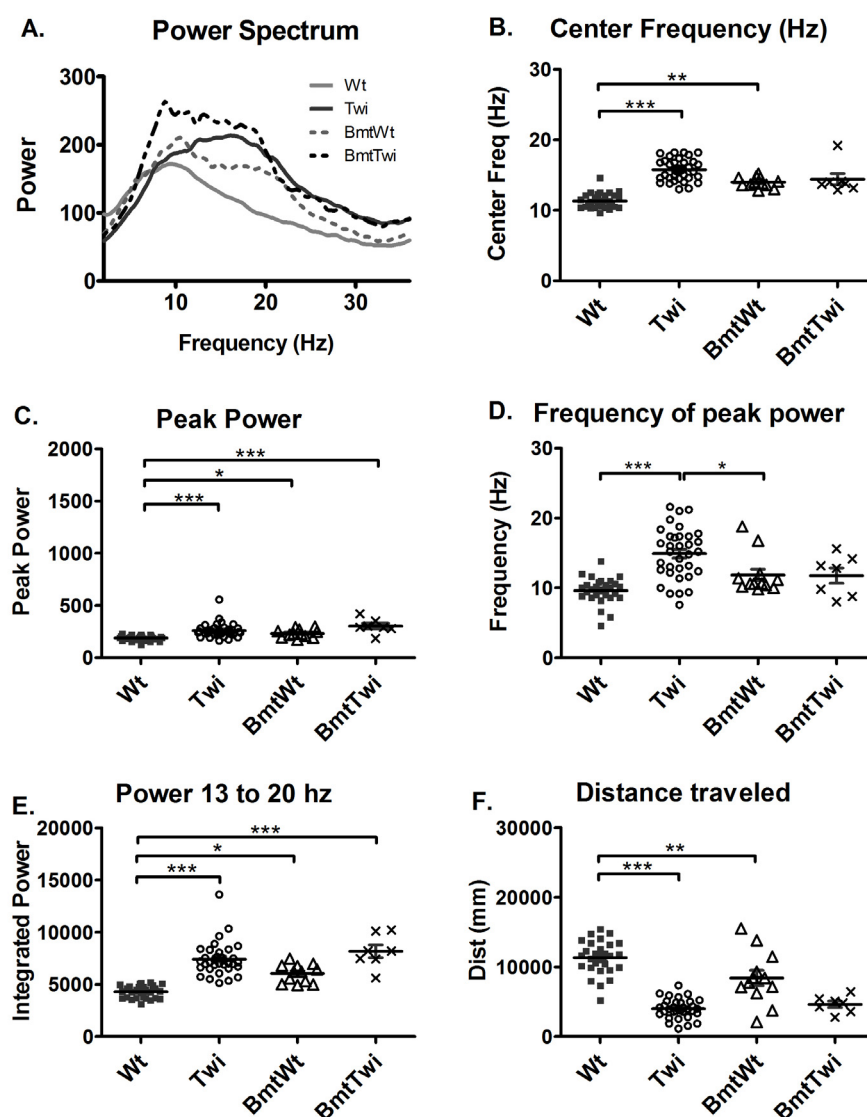 A. Power Spectrum
300
200
100
0
Power
10 20 30
Frequency (Hz)
Wt
Twi
BmtWt
BmtTwi
B. Center Frequency (Hz)
30
20
10
0
Center Freq (Hz)
**
***
Wt Twi BmtWt BmtTwi
C. Peak Power
2000
1500
1000
500
0
Peak Power
***
*
***
Wt Twi BmtWt BmtTwi
D. Frequency of peak power
30
20
10
0
Frequency (Hz)
*** *
Wt Twi BmtWt BmtTwi
E. Power 13 to 20 hz
20000
15000
10000
5000
0
Integrated Power
***
*
***
Wt Twi BmtWt BmtTwi
F. Distance traveled
30000
20000
10000
0
Dist (mm)
**
***
Wt Twi BmtWt BmtTwi